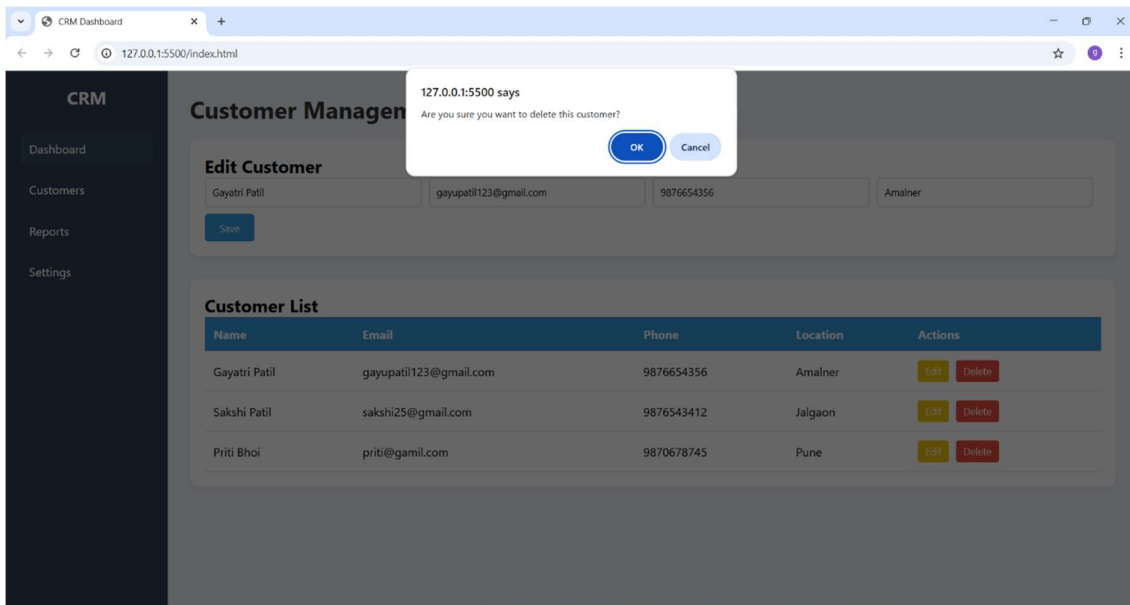 CRM Dashboard
127.0.0.1:5500/index.html
g
CRM
Dashboard
Customers
Reports
Settings
Customer Managem
127.0.0.1:5500 says
Are you sure you want to delete this customer?
OK Cancel
Edit Customer
Gayatri Patil gayupatil123@gmail.com 9876654356 Amalner
Save
Customer List
Name Email Phone Location Actions
Gayatri Patil gayupatil123@gmail.com 9876654356 Amalner Edit Delete
Sakshi Patil sakshi25@gmail.com 9876543412 Jalgaon Edit Delete
Priti Bhoi priti@gamil.com 9870678745 Pune Edit Delete